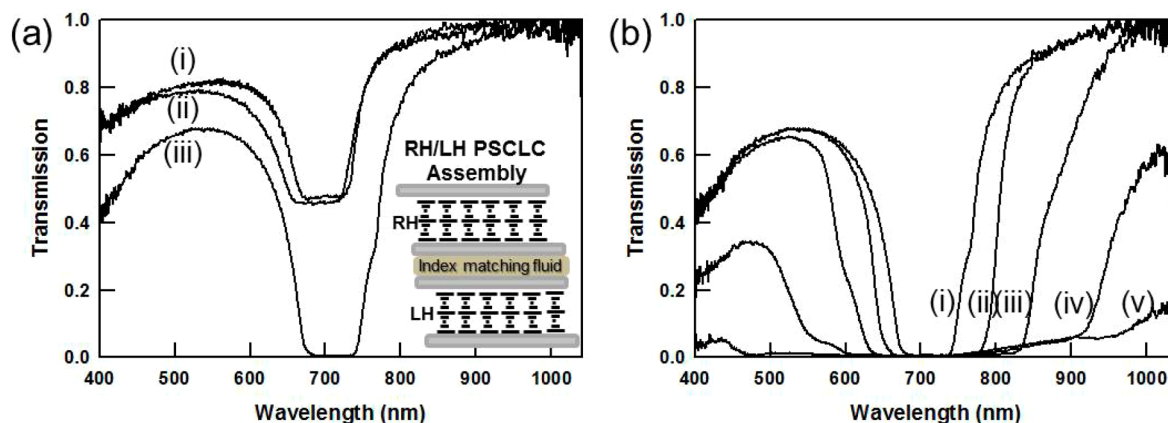 (a)
1.0
0.8
0.6
0.4
0.2
0.0
Transmission
(i)
(ii)
(iii)
RH/LH PSCLC
Assembly
RH
Index matching fluid
LH
400 500 600 700 800 900 1000
Wavelength (nm)
(b)
1.0
0.8
0.6
0.4
0.2
0.0
Transmission
(i) (ii) (iii) (iv) (v)
400 500 600 700 800 900 1000
Wavelength (nm)